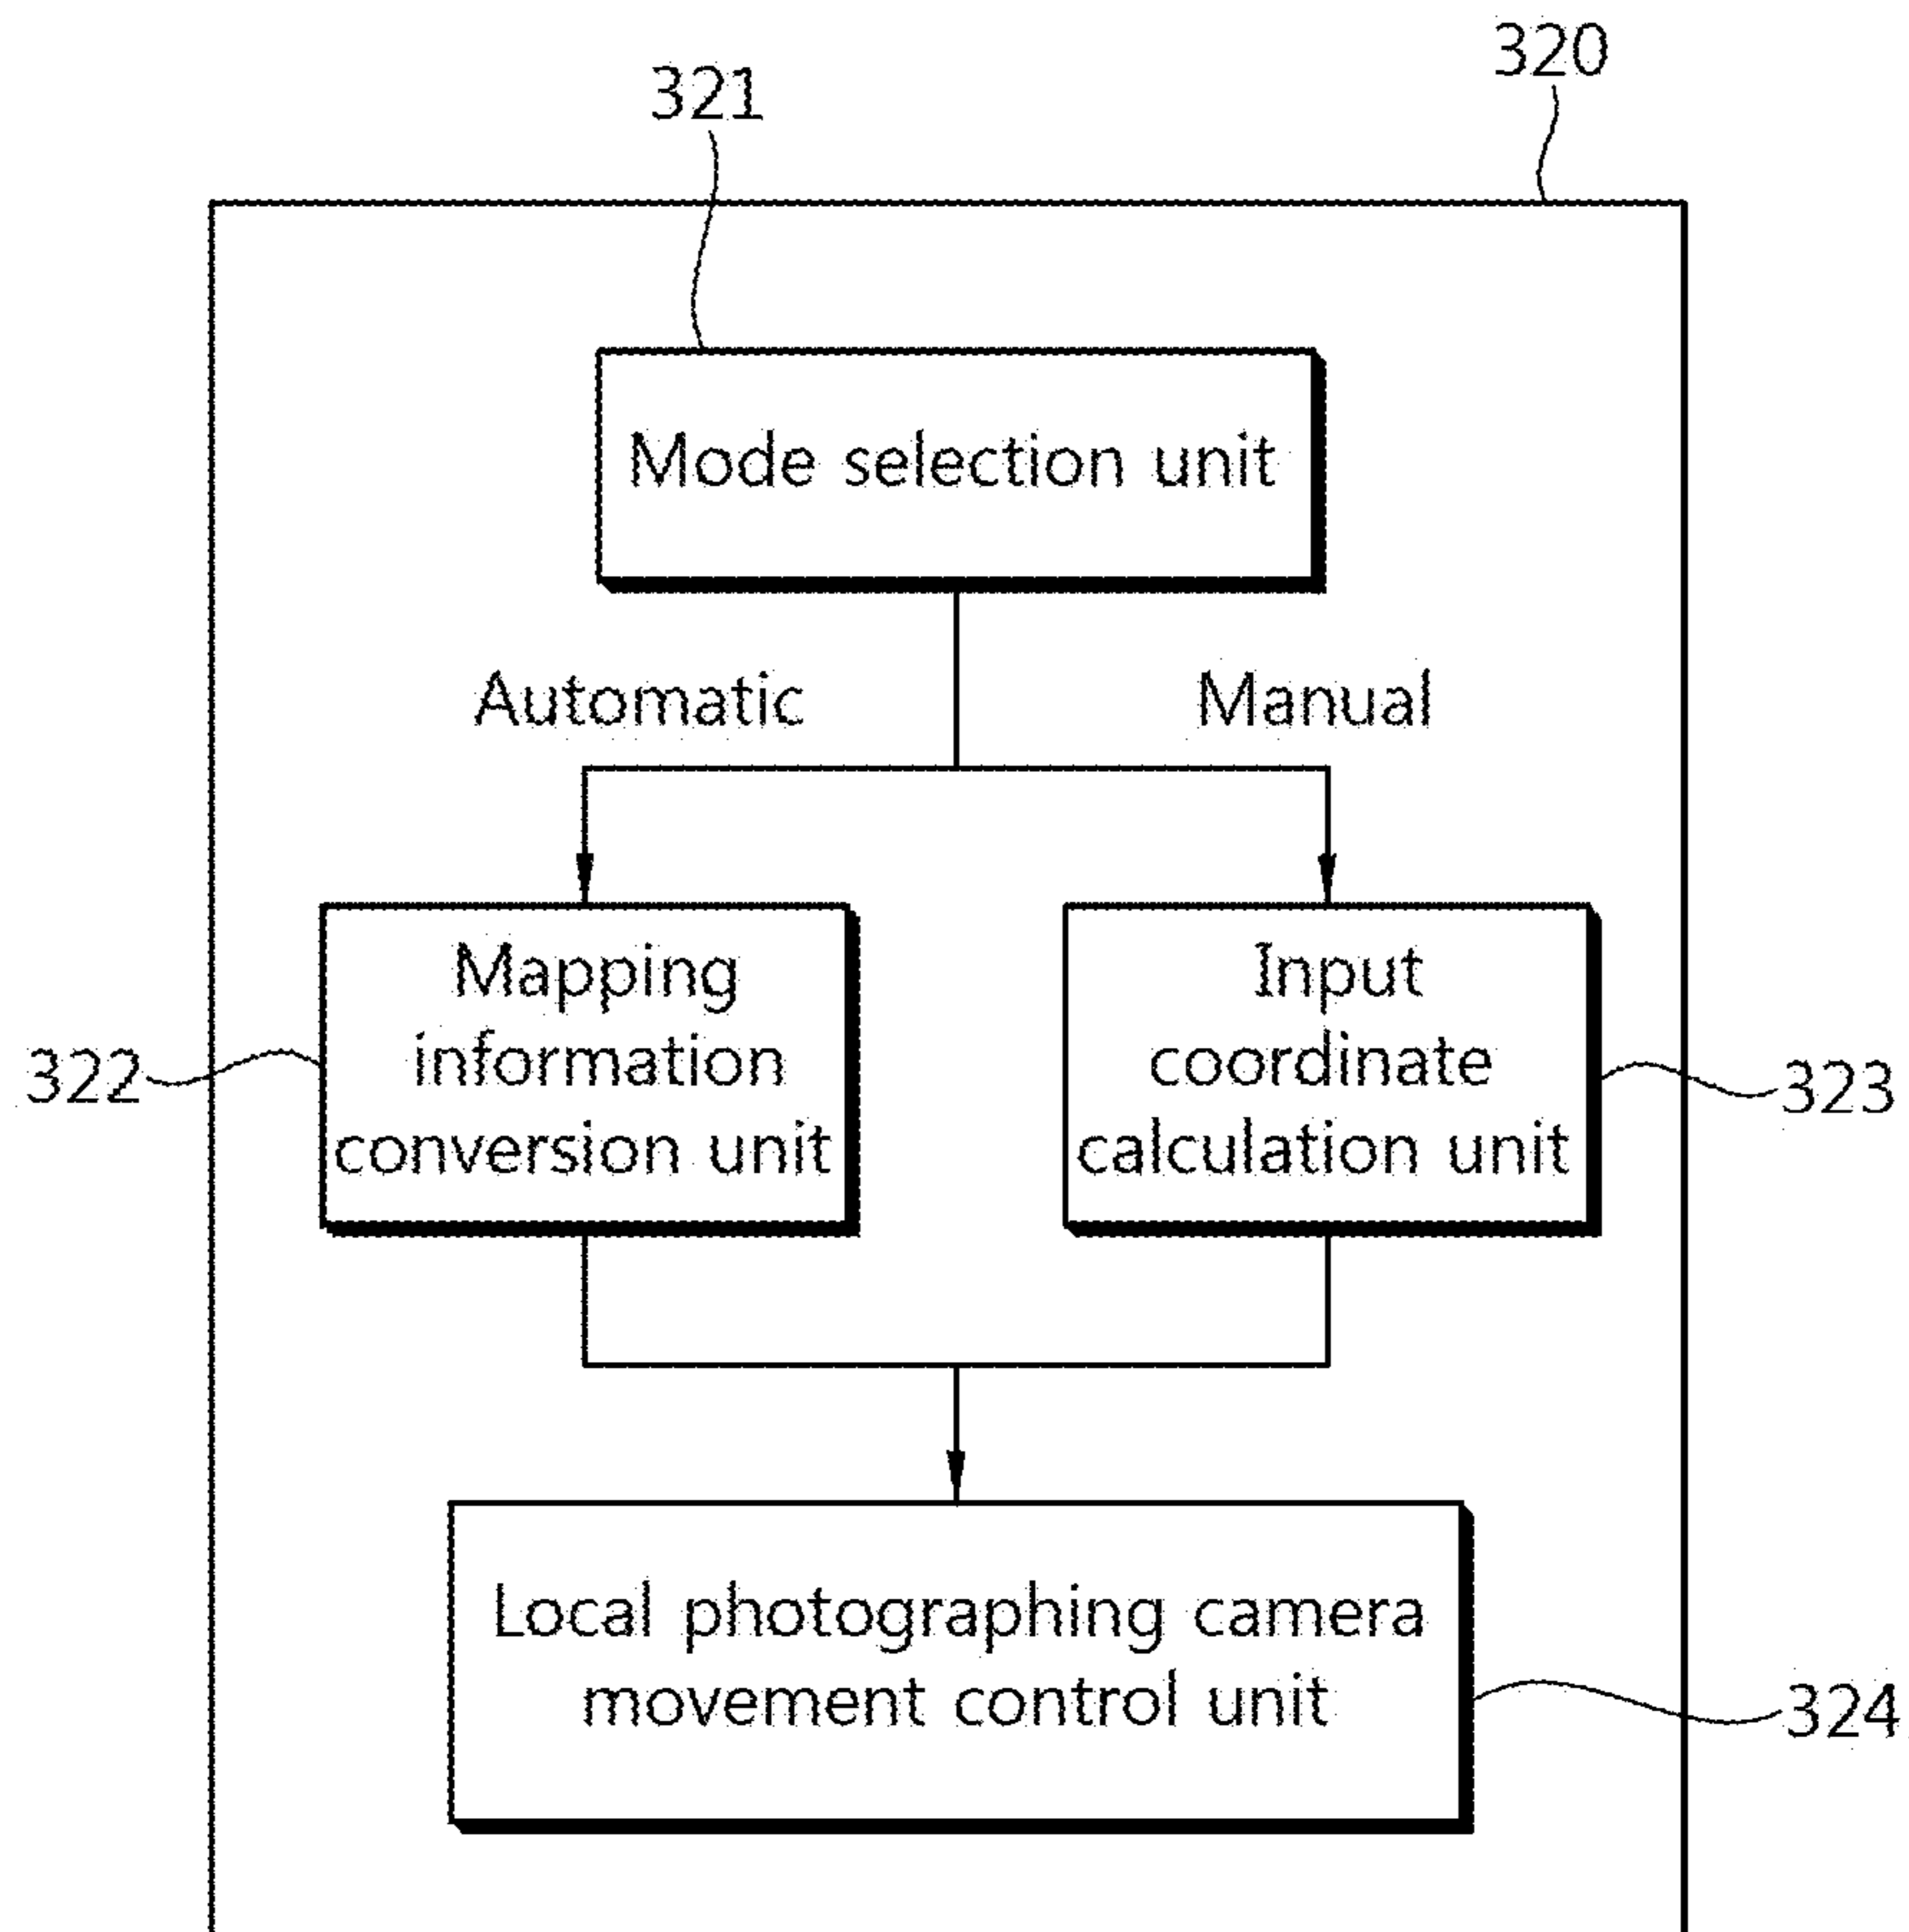 320
321
Mode selection unit
Automatic
Manual
Mapping
information
conversion unit
Input
coordinate
calculation unit
322
323
Local photographing camera
movement control unit
324